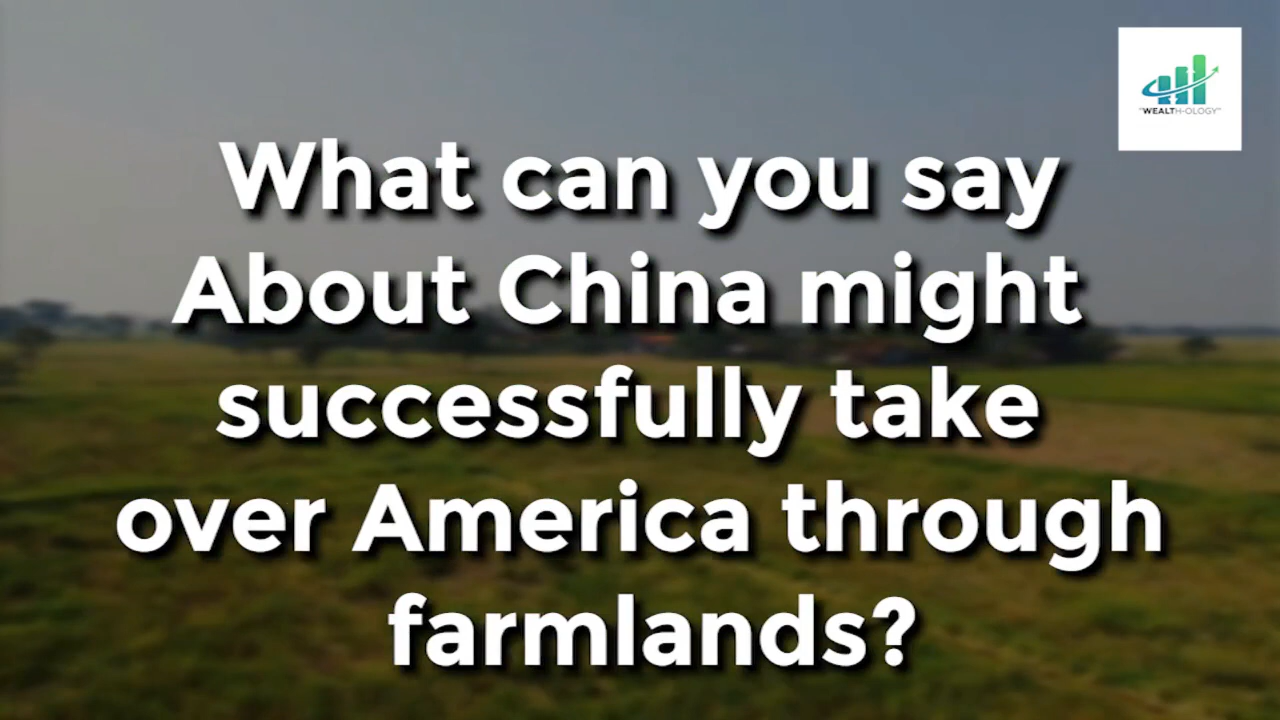 "WEALTH-OLOGY"
What can you say
About China might
successfully take
over America through
farmlands?